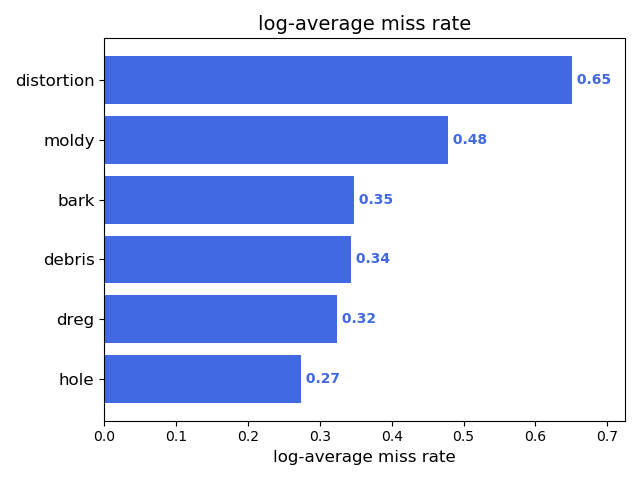 log-average miss rate
distortion 0.65
moldy 0.48
bark 0.35
debris 0.34
dreg 0.32
hole 0.27
0.0 0.1 0.2 0.3 0.4 0.5 0.6 0.7
log-average miss rate